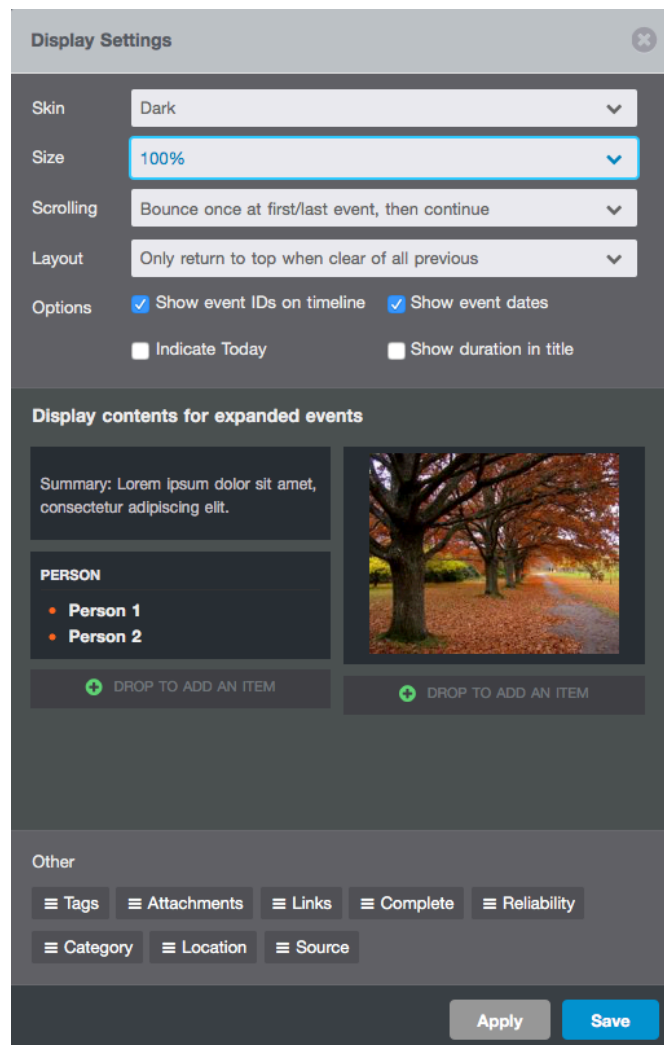 Display Settings
Skin
Dark
Size
100%
Scrolling
Bounce once at first/last event, then continue
Layout
Only return to top when clear of all previous
Options
Show event IDs on timeline
Show event dates
Indicate Today
Show duration in title
Display contents for expanded events
Summary: Lorem ipsum dolor sit amet,
consectetur adipiscing elit.
PERSON
Person 1
Person 2
DROP TO ADD AN ITEM
DROP TO ADD AN ITEM
Other
Tags
Attachments
Links
Complete
Reliability
Category
Location
Source
Apply
Save